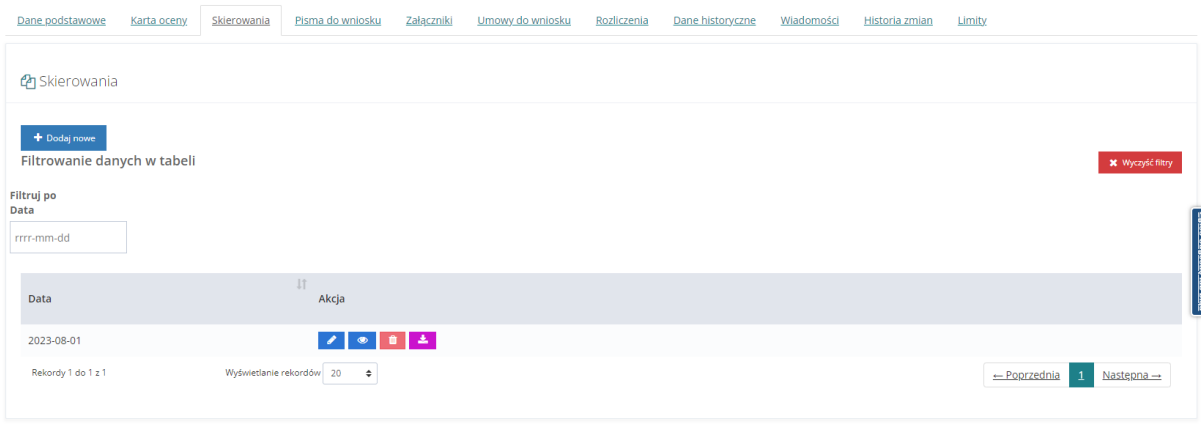 Dane podstawowe Karta oceny Skierowania Pisma do wniosku Załączniki Umowy do wniosku Rozliczenia Dane historyczne Wiadomości Historia zmian Limity
Skierowania
Dodaj nowe
Filtrowanie danych w tabeli
Wyczyść filtry
Filtruj po
Data
rrrr-mm-dd
Data Akcja
2023-08-01
Rekordy 1 do 1 z 1 Wyświetlanie rekordów 20 ← Poprzednia 1 Następna →